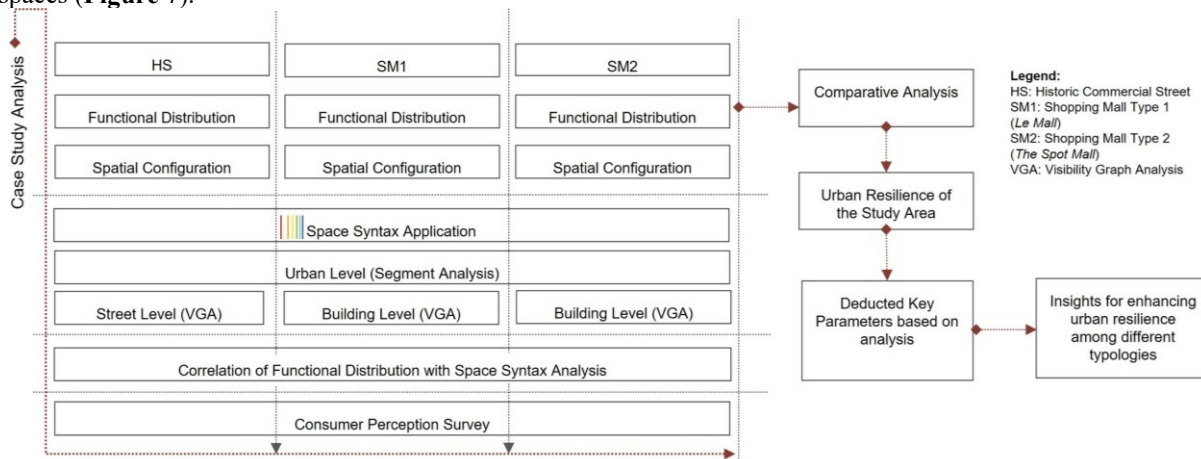 spaces (Figure 7).
Case Study Analysis
HS
SM1
SM2
Functional Distribution
Functional Distribution
Functional Distribution
Spatial Configuration
Spatial Configuration
Spatial Configuration
Space Syntax Application
Urban Level (Segment Analysis)
Street Level (VGA)
Building Level (VGA)
Building Level (VGA)
Correlation of Functional Distribution with Space Syntax Analysis
Consumer Perception Survey
Comparative Analysis
Urban Resilience of
the Study Area
Deducted Key
Parameters based on
analysis
Insights for enhancing
urban resilience
among different
typologies
Legend:
HS: Historic Commercial Street
SM1: Shopping Mall Type 1
(Le Mall)
SM2: Shopping Mall Type 2
(The Spot Mall)
VGA: Visibility Graph Analysis